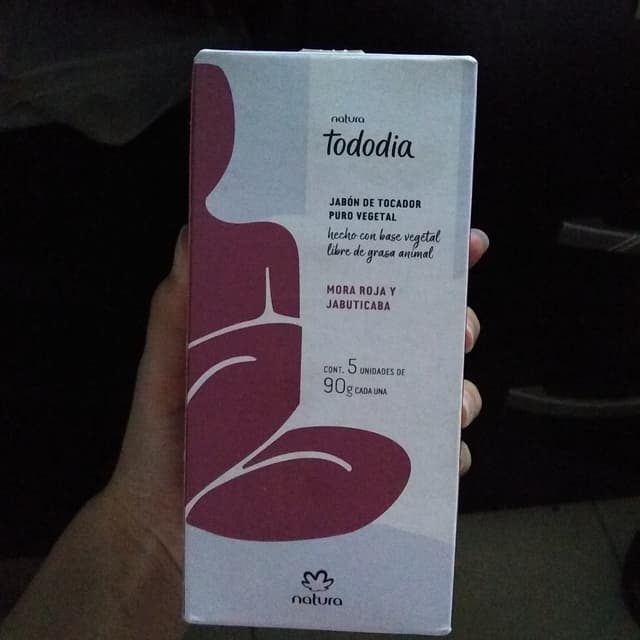 natura
Tododia
JABÓN DE TOCADOR
PURO VEGETAL
hecho con base vegetal
libre de grasa animal
MORA ROJA Y
JABUTICABA
CONT. 5 UNIDADES DE
90g CADA UNA
natura